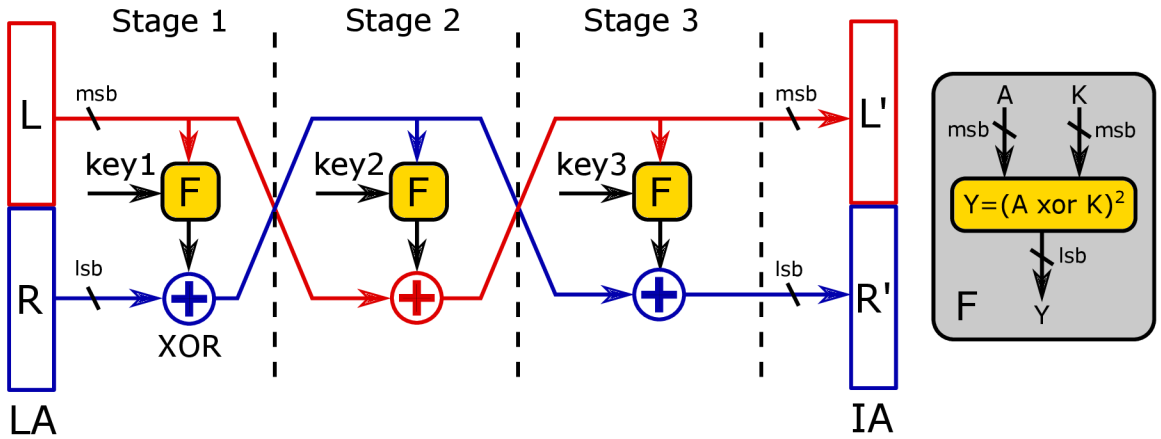 Stage 1
Stage 2
Stage 3
L
msb
key1
F
key2
F
key3
F
msb
L'
R
lsb
XOR
lsb
R'
LA
IA
A
K
msb
msb
Y=(A xor K)²
lsb
F
Y